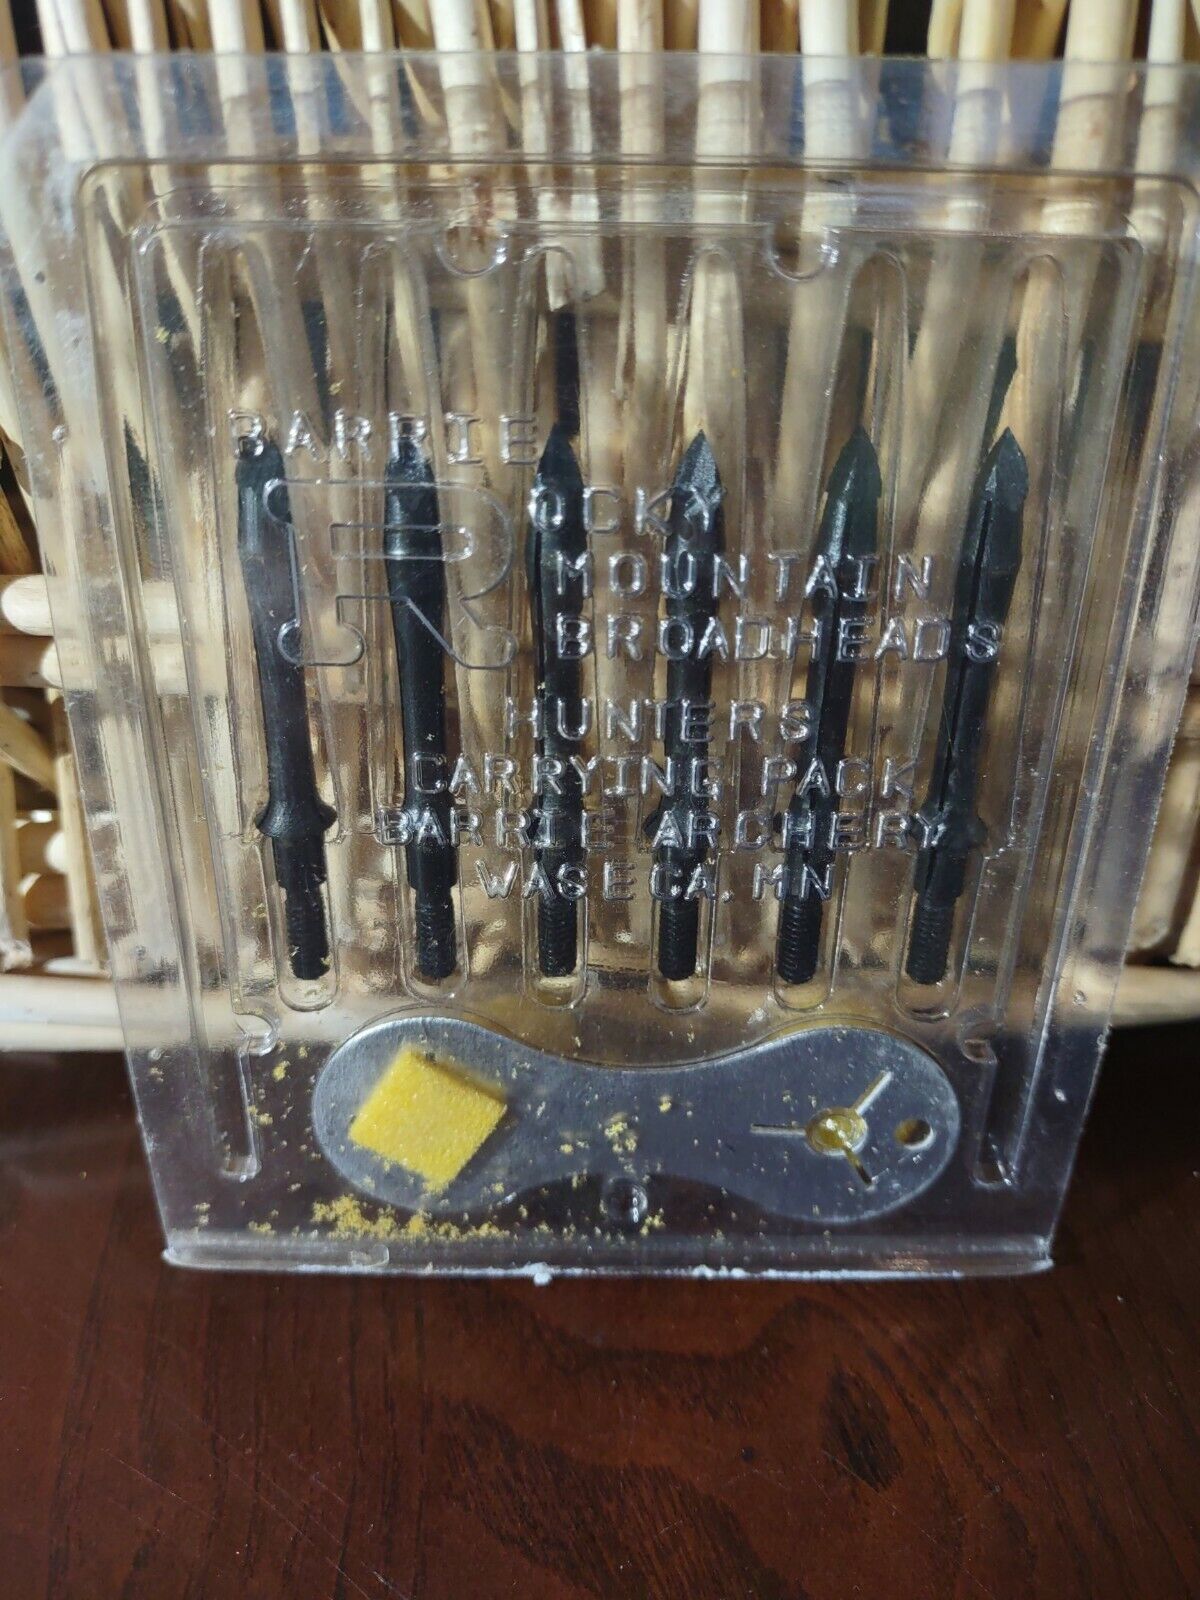 BARRIE
ROCKY
MOUNTAIN
BROADHEADS
HUNTERS
CARRYING PACK
BARRIE ARCHERY
WASECA, MN